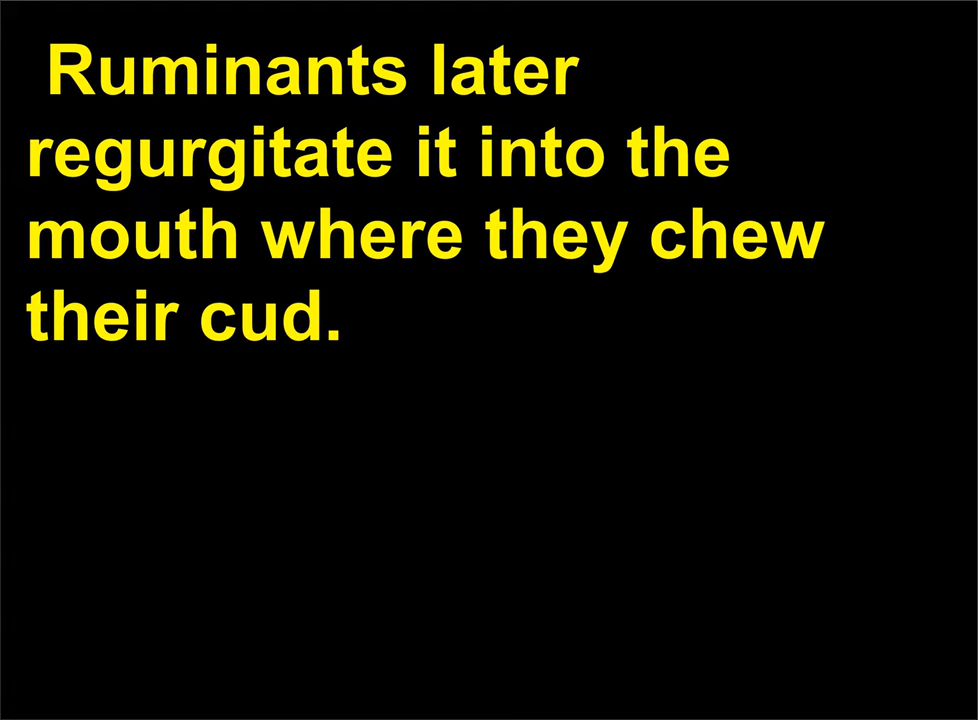 Ruminants later
regurgitate it into the
mouth where they chew
their cud.